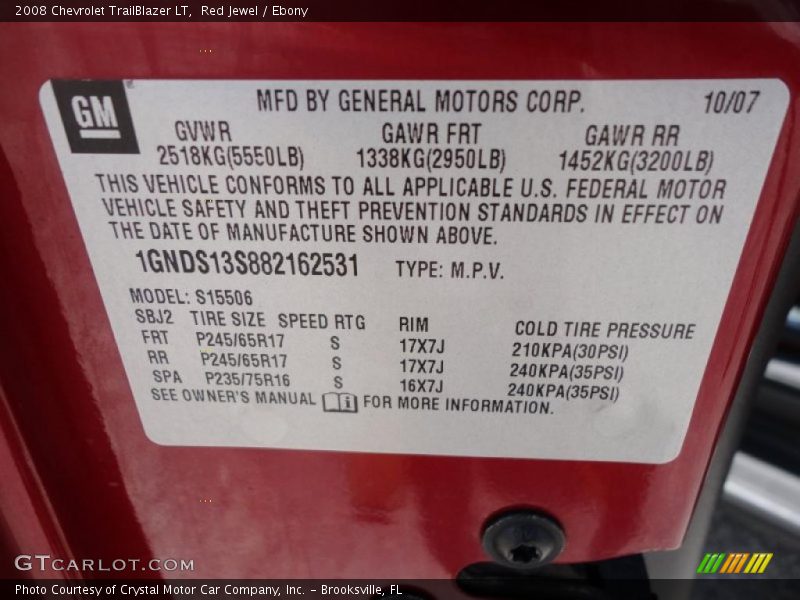 2008 Chevrolet TrailBlazer LT, Red Jewel / Ebony
GM MFD BY GENERAL MOTORS CORP. 10/07
GVWR GAWR FRT GAWR RR
2518KG(5550LB) 1338KG(2950LB) 1452KG(3200LB)
THIS VEHICLE CONFORMS TO ALL APPLICABLE U.S. FEDERAL MOTOR
VEHICLE SAFETY AND THEFT PREVENTION STANDARDS IN EFFECT ON
THE DATE OF MANUFACTURE SHOWN ABOVE.
1GNDS13S882162531 TYPE: M.P.V.
MODEL: S15506
SBJ2 TIRE SIZE SPEED RTG RIM COLD TIRE PRESSURE
FRT P245/65R17 S 17X7J 210KPA(30PSI)
RR P245/65R17 S 17X7J 240KPA(35PSI)
SPA P235/75R16 S 16X7J 240KPA(35PSI)
SEE OWNER'S MANUAL i FOR MORE INFORMATION.
GTCARLOT.COM
Photo Courtesy of Crystal Motor Car Company, Inc. – Brooksville, FL